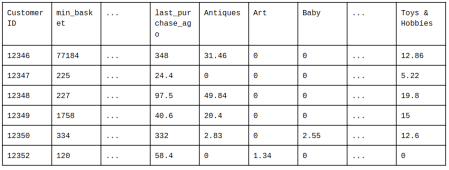 Customer ID min_basket ... last_purchase_ago Antiques Art Baby ... Toys & Hobbies
12346 77184 ... 348 31.46 0 0 ... 12.86
12347 225 ... 24.4 0 0 0 ... 5.22
12348 227 ... 97.5 49.84 0 0 ... 19.8
12349 1758 ... 40.6 20.4 0 0 ... 15
12350 334 ... 332 2.83 0 2.55 ... 12.6
12352 120 ... 58.4 0 1.34 0 ... 0